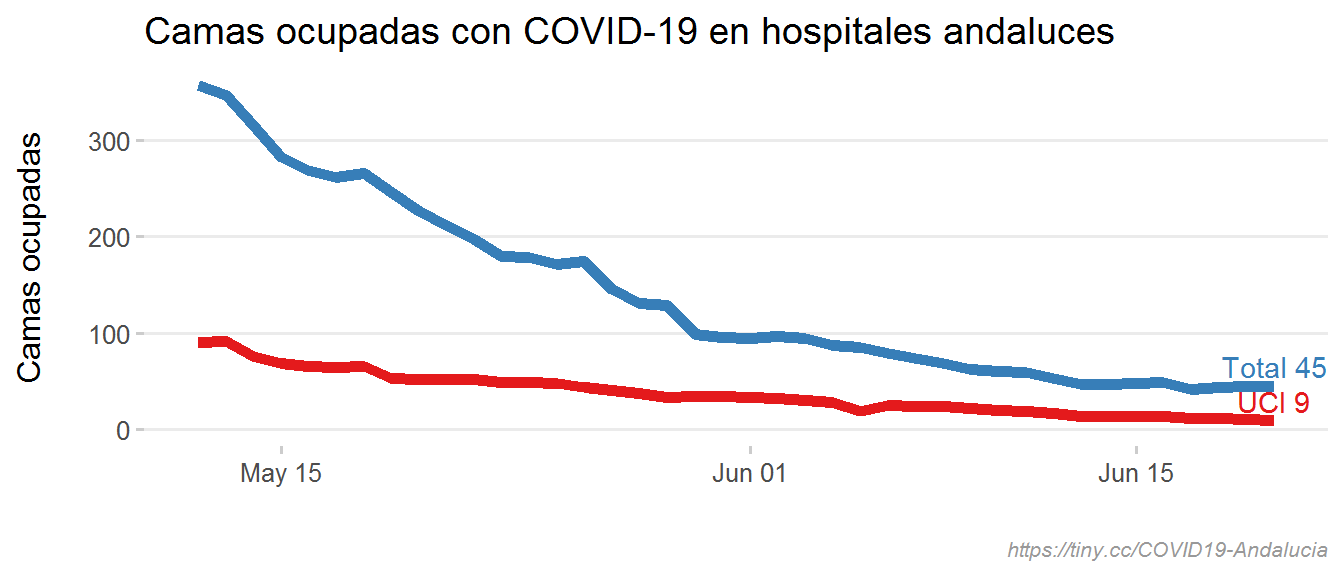 Camas ocupadas con COVID-19 en hospitales andaluces
Camas ocupadas
300
200
100
0
Total 45
UCI 9
May 15
Jun 01
Jun 15
https://tiny.cc/COVID19-Andalucia